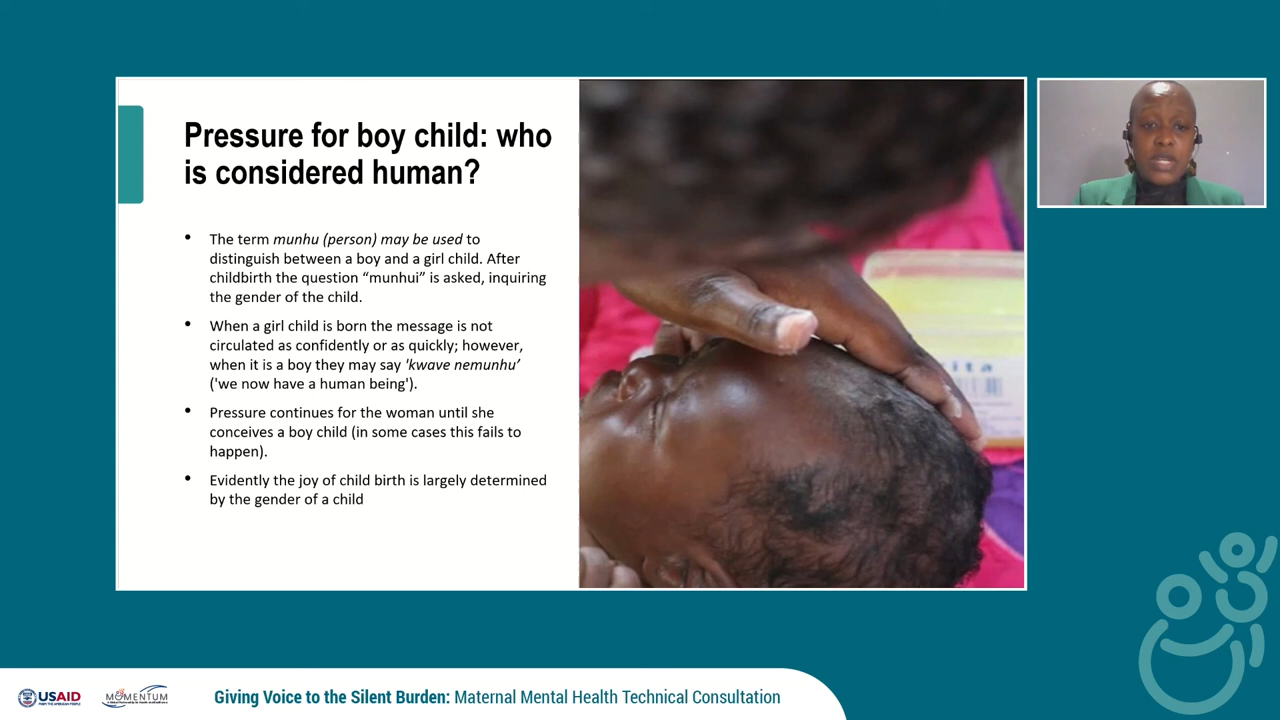 Pressure for boy child: who
is considered human?
• The term munhu (person) may be used to
distinguish between a boy and a girl child. After
childbirth the question “munhui” is asked, inquiring
the gender of the child.
• When a girl child is born the message is not
circulated as confidently or as quickly; however,
when it is a boy they may say 'kwave nemunhu’
('we now have a human being').
• Pressure continues for the woman until she
conceives a boy child (in some cases this fails to
happen).
• Evidently the joy of child birth is largely determined
by the gender of a child
ita
USAID
FROM THE AMERICAN PEOPLE
MOMENTUM
Giving Voice to the Silent Burden: Maternal Mental Health Technical Consultation